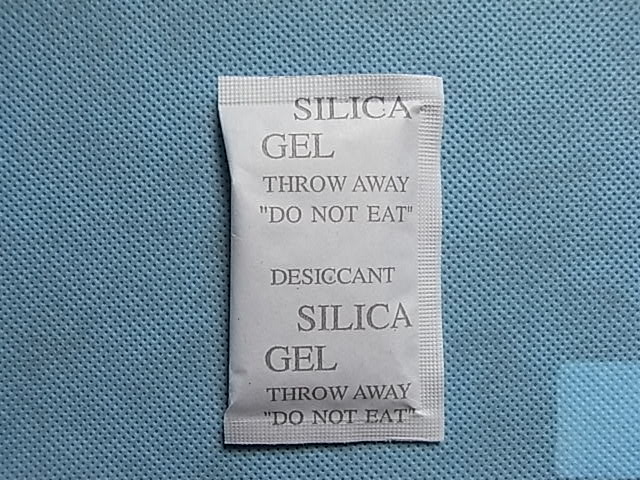 SILICA
GEL
THROW AWAY
"DO NOT EAT"
DESICCANT
SILICA
GEL
THROW AWAY
"DO NOT EAT"